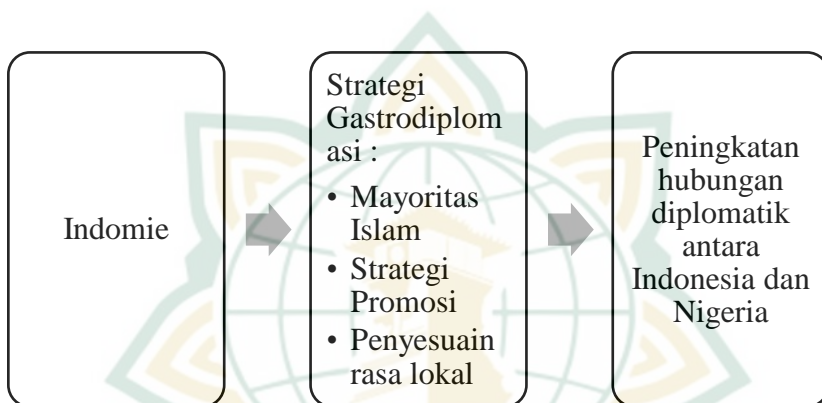 Indomie
Strategi
Gastrodiplom
asi :
• Mayoritas
Islam
• Strategi
Promosi
• Penyesuain
rasa lokal
Peningkatan
hubungan
diplomatik
antara
Indonesia dan
Nigeria